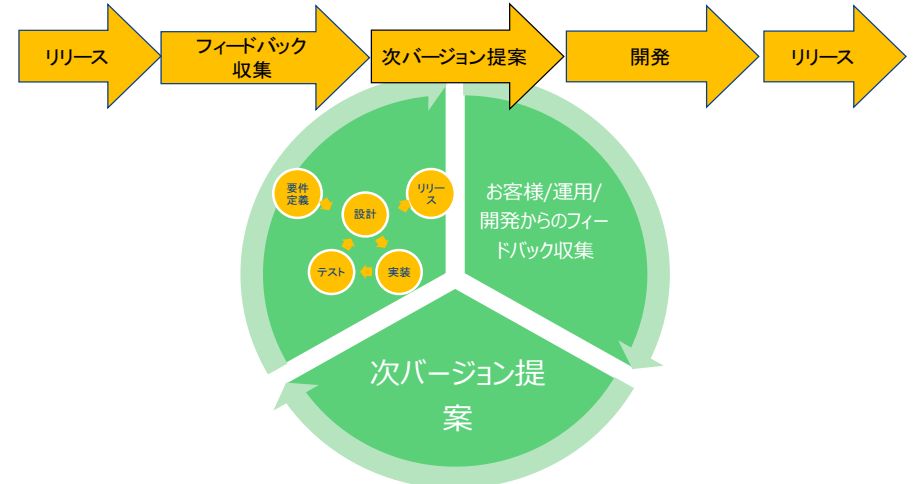 リリース
フィードバック
収集
次バージョン提案
開発
リリース
要件
定義
設計
リリー
ス
テスト
実装
お客様/運用/
開発からのフィー
ドバック収集
次バージョン提
案